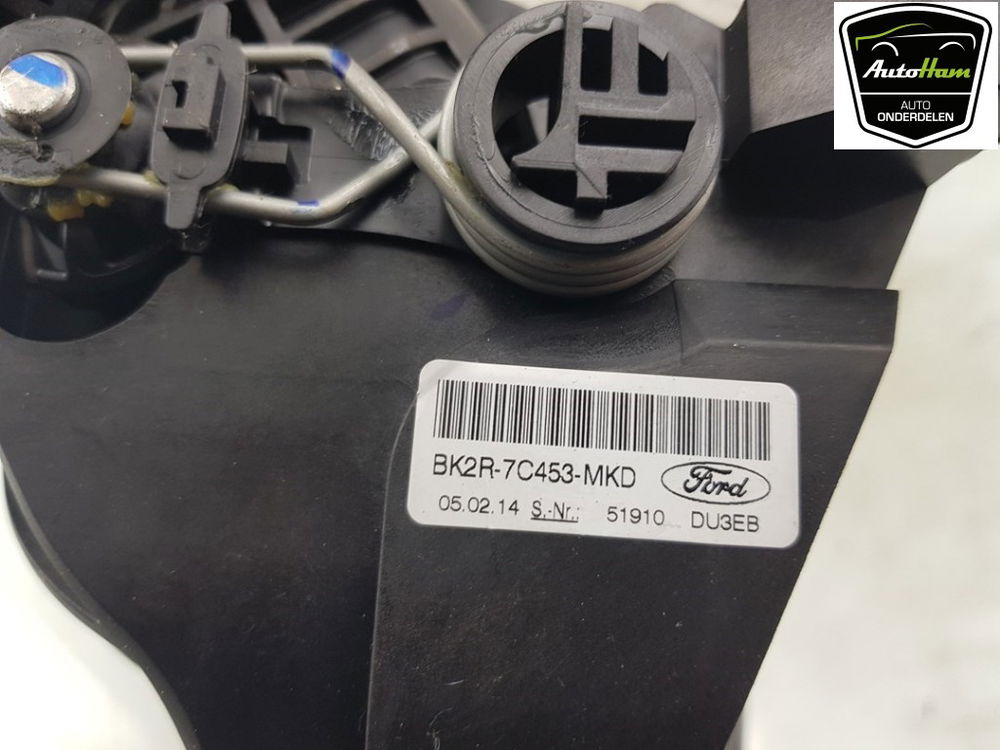 AutoHam
AUTO
ONDERDELEN
BK2R-7C453-MKD Ford
05.02.14 S.-Nr.: 51910 DU3EB